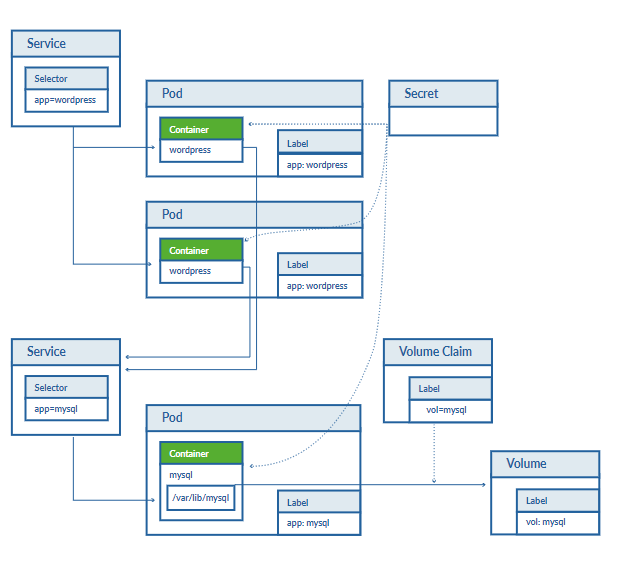 Service
Selector
app=wordpress
Pod
Container
wordpress
Label
app: wordpress
Secret
Pod
Container
wordpress
Label
app: wordpress
Service
Selector
app=mysql
Pod
Container
mysql
/var/lib/mysql
Label
app: mysql
Volume Claim
Label
vol=mysql
Volume
Label
vol: mysql